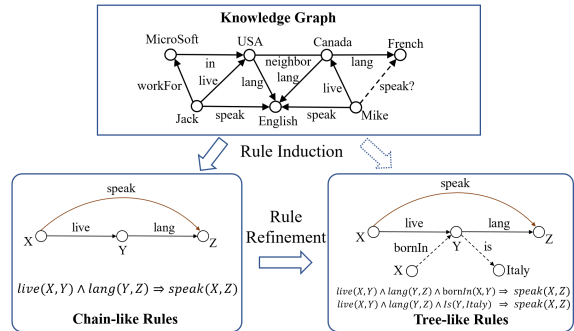 Knowledge Graph
MicroSoft
USA
Canada
French
in
neighbor
lang
live
lang
lang
live
speak?
workFor
Jack
speak
English
speak
Mike
Rule Induction
speak
live
lang
X
Y
Z
live(X,Y) ∧ lang(Y,Z) ⇒ speak(X,Z)
Chain-like Rules
Rule
Refinement
speak
live
lang
X
Y
Z
bornIn
is
X
Italy
live(X,Y) ∧ lang(Y,Z) ∧ bornIn(X,Y) ⇒ speak(X,Z)
live(X,Y) ∧ lang(Y,Z) ∧ Is(Y,Italy) ⇒ speak(X,Z)
Tree-like Rules